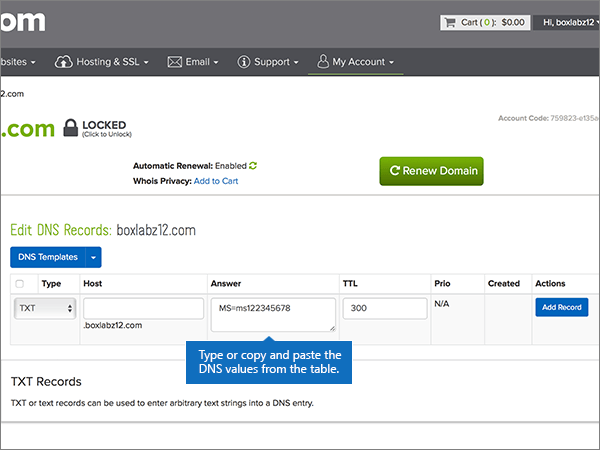 om
Cart ( 0 ): $0.00
Hi, boxlabz12
bsites
Hosting & SSL
Email
Support
My Account
12.com
.com
LOCKED
(Click to Unlock)
Account Code: 759823-e135a
Automatic Renewal: Enabled
Whois Privacy: Add to Cart
Renew Domain
Edit DNS Records: boxlabz12.com
DNS Templates
Type Host Answer TTL Prio Created Actions
TXT MS=ms122345678 300 N/A Add Record
.boxlabz12.com
Type or copy and paste the
DNS values from the table.
TXT Records
TXT or text records can be used to enter arbitrary text strings into a DNS entry.